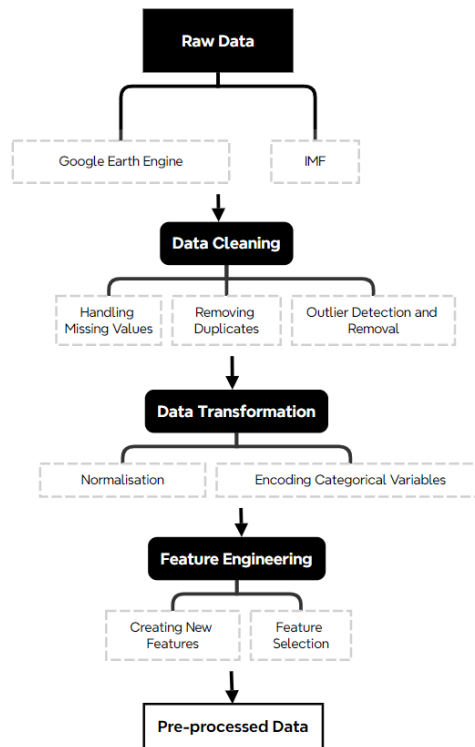 Raw Data
Google Earth Engine
IMF
Data Cleaning
Handling
Missing Values
Removing
Duplicates
Outlier Detection and
Removal
Data Transformation
Normalisation
Encoding Categorical Variables
Feature Engineering
Creating New
Features
Feature
Selection
Pre-processed Data